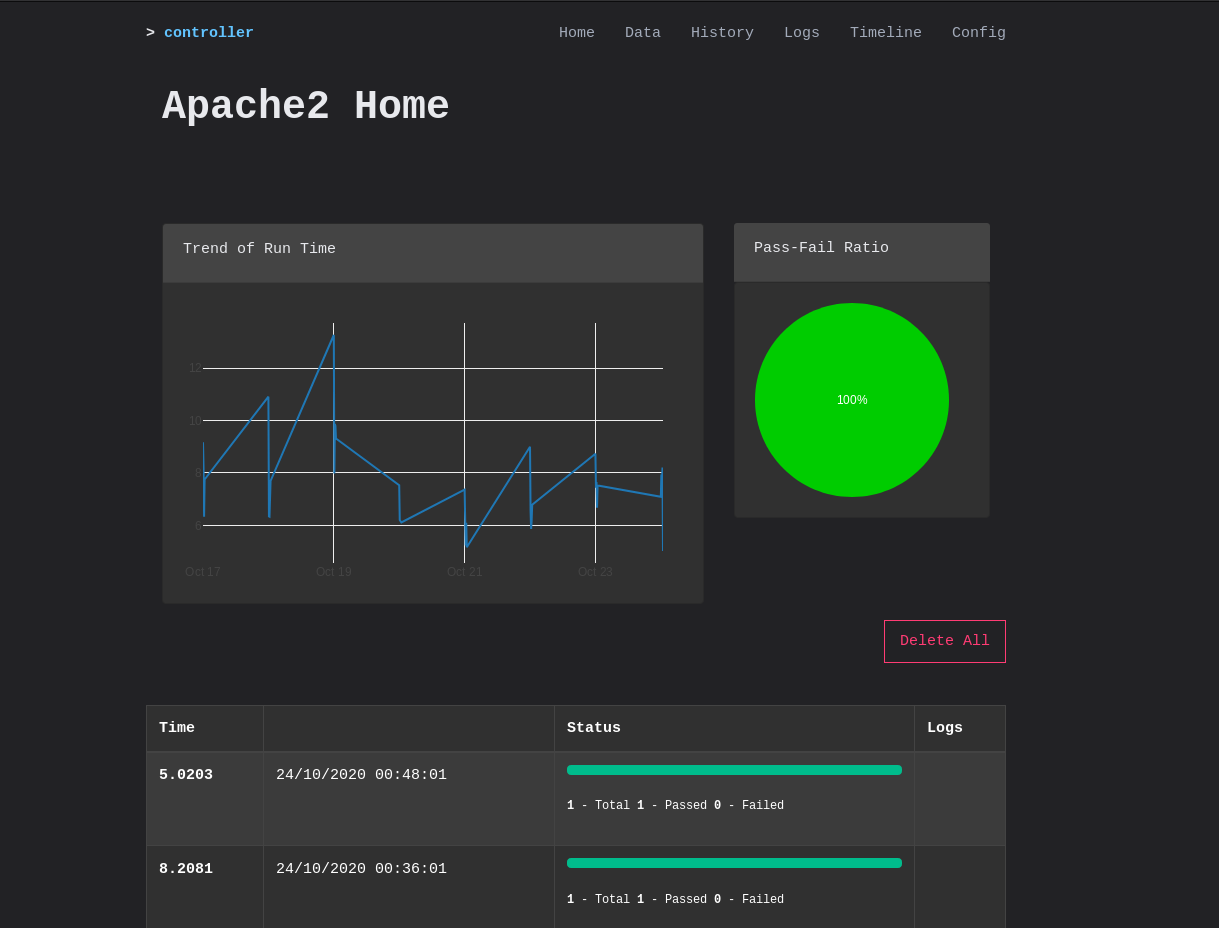 > controller Home Data History Logs Timeline Config
Apache2 Home
Trend of Run Time
Pass-Fail Ratio
12
10
8
6
Oct 17 Oct 19 Oct 21 Oct 23
100%
Delete All
Time Status Logs
5.0203 24/10/2020 00:48:01
1 - Total 1 - Passed 0 - Failed
8.2081 24/10/2020 00:36:01
1 - Total 1 - Passed 0 - Failed